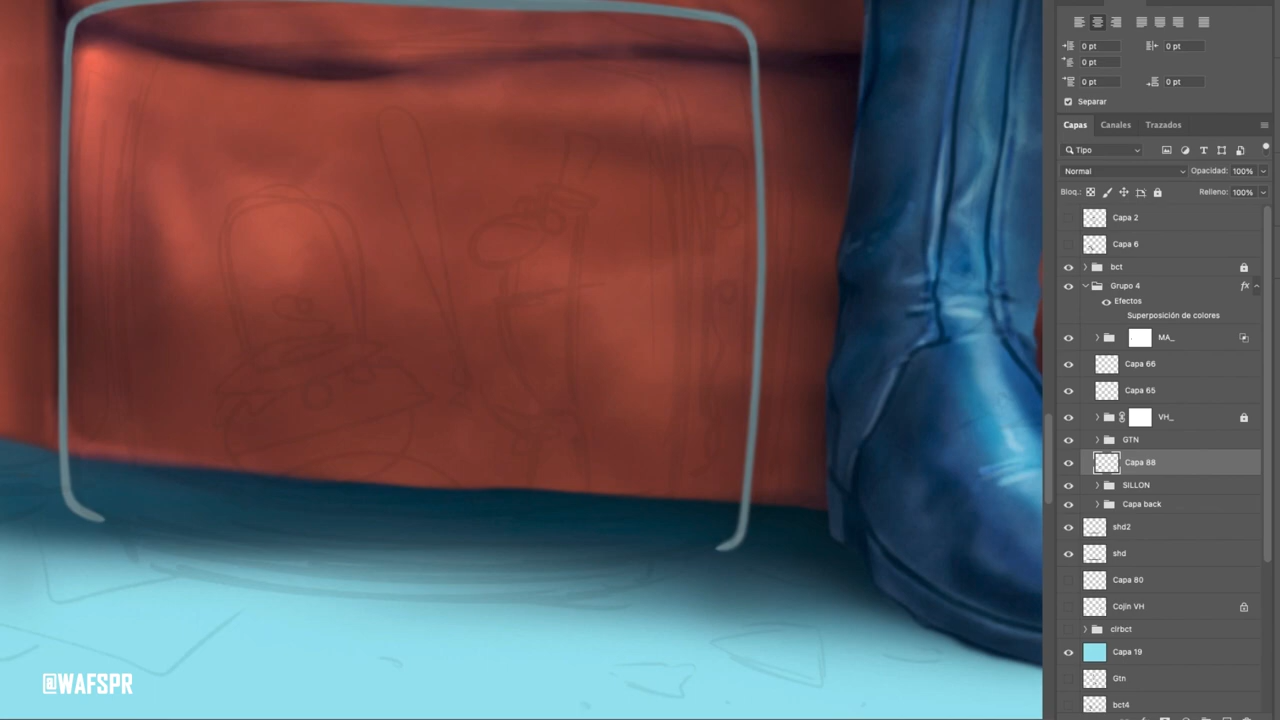 0 pt
0 pt
0 pt
0 pt
0 pt
Separar
Capas
Canales
Trazados
Tipo
Normal
Opacidad: 100%
Bloq.:
Relleno: 100%
Capa 2
Capa 6
bct
Grupo 4
fx
Efectos
Superposición de colores
MA_
Capa 66
Capa 65
VH_
GTN
Capa 88
SILLON
Capa back
shd2
shd
Capa 80
Cojin VH
clrbct
Capa 19
Gtn
bct4
@WAFSPR